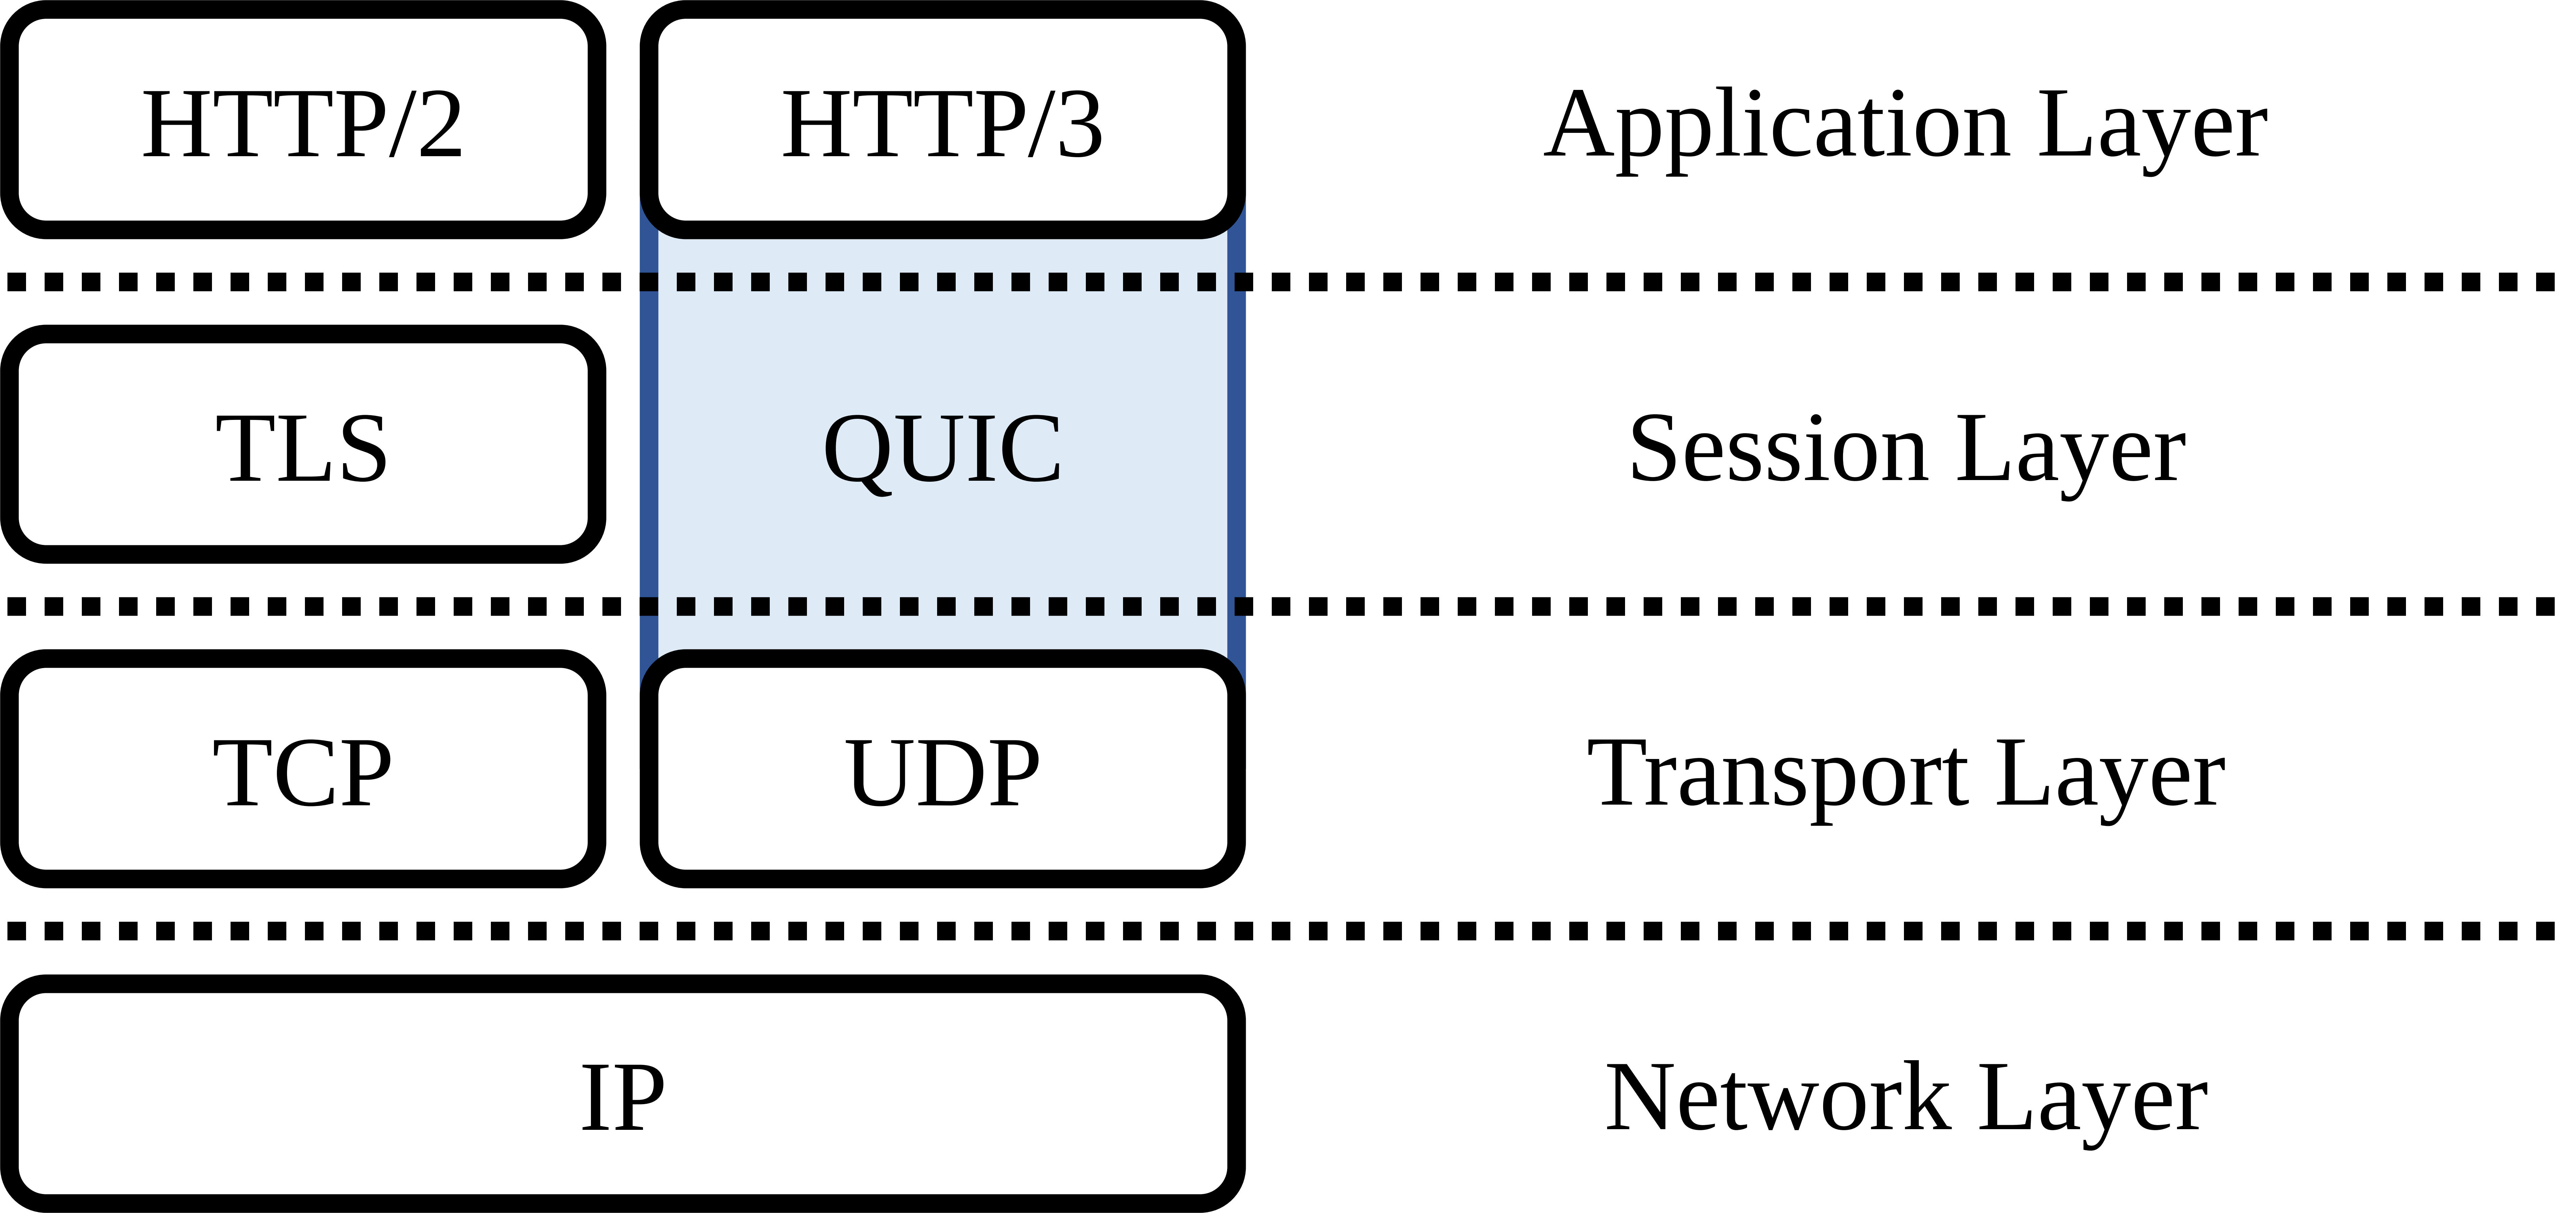 HTTP/2 HTTP/3 Application Layer
TLS QUIC Session Layer
TCP UDP Transport Layer
IP Network Layer